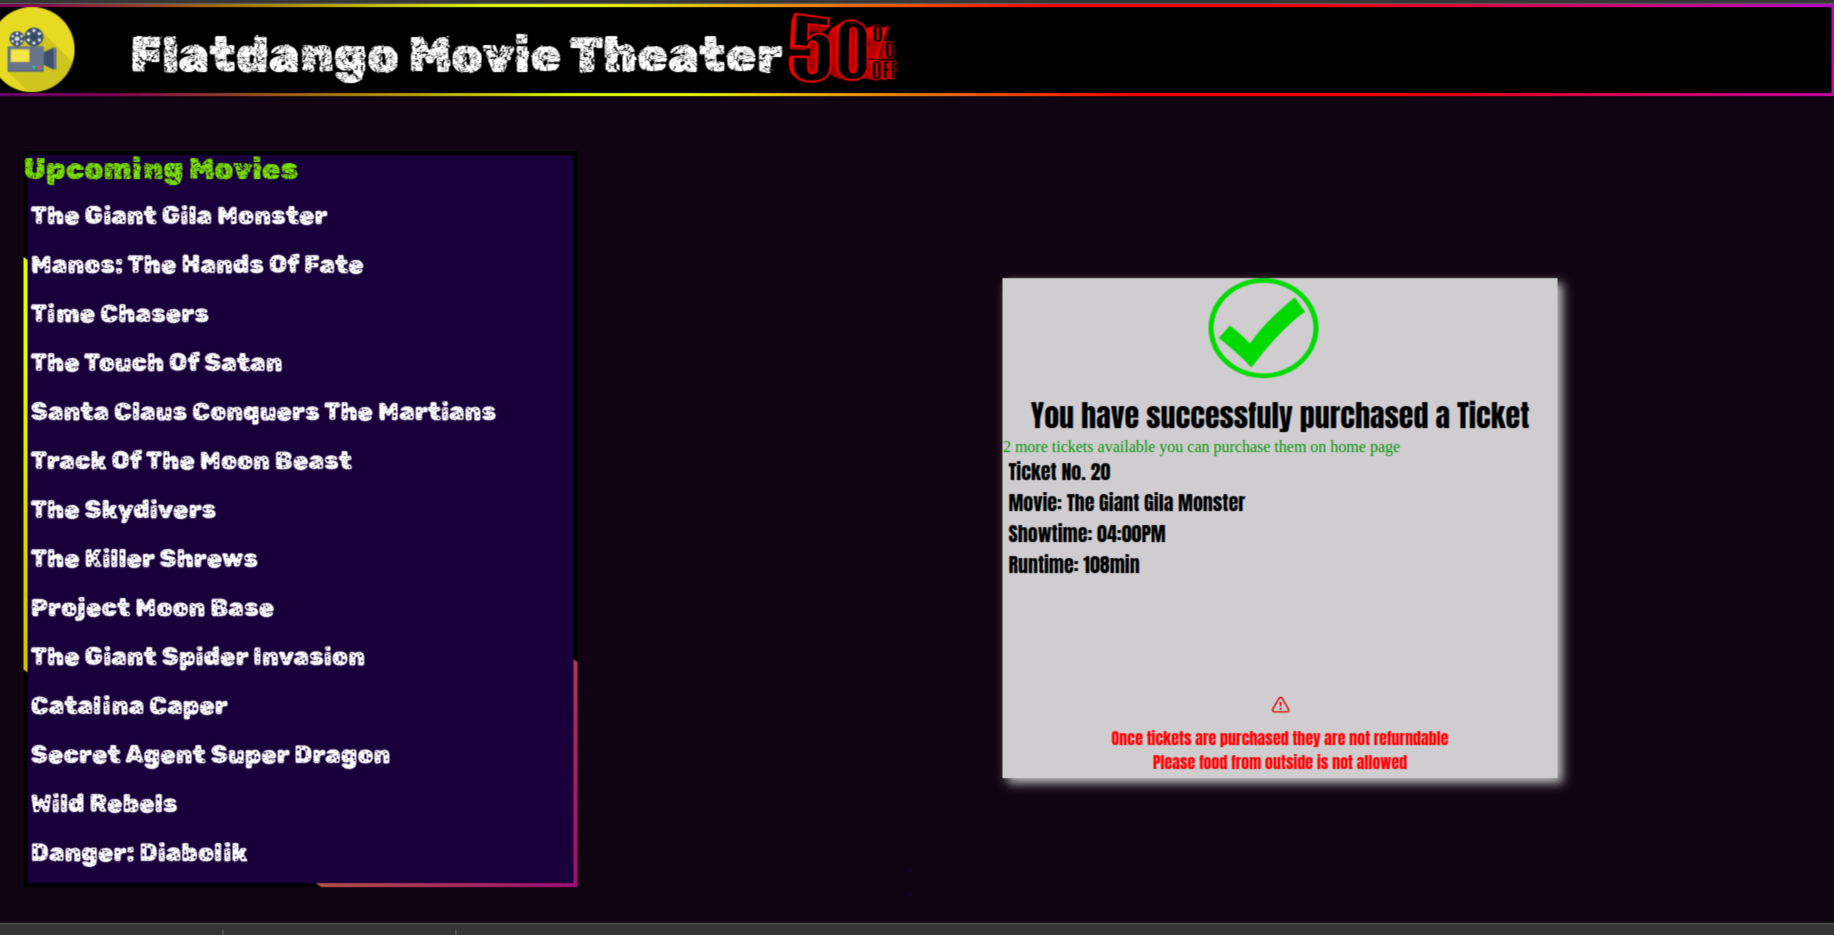 Flatdango Movie Theater 50% OFF
Upcoming Movies
The Giant Gila Monster
Manos: The Hands Of Fate
Time Chasers
The Touch Of Satan
Santa Claus Conquers The Martians
Track Of The Moon Beast
The Skydivers
The Killer Shrews
Project Moon Base
The Giant Spider Invasion
Catalina Caper
Secret Agent Super Dragon
Wild Rebels
Danger: Diabolik
You have successfuly purchased a Ticket
2 more tickets available you can purchase them on home page
Ticket No. 20
Movie: The Giant Gila Monster
Showtime: 04:00PM
Runtime: 108min
Once tickets are purchased they are not refurndable
Please food from outside is not allowed